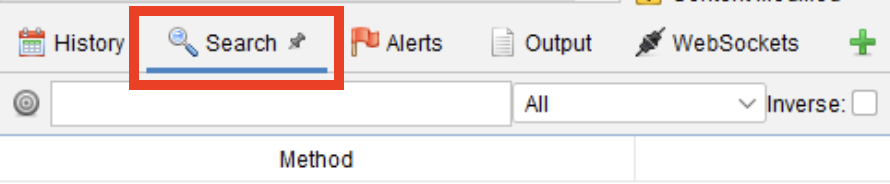 History Search Alerts Output WebSockets
All Inverse:
Method